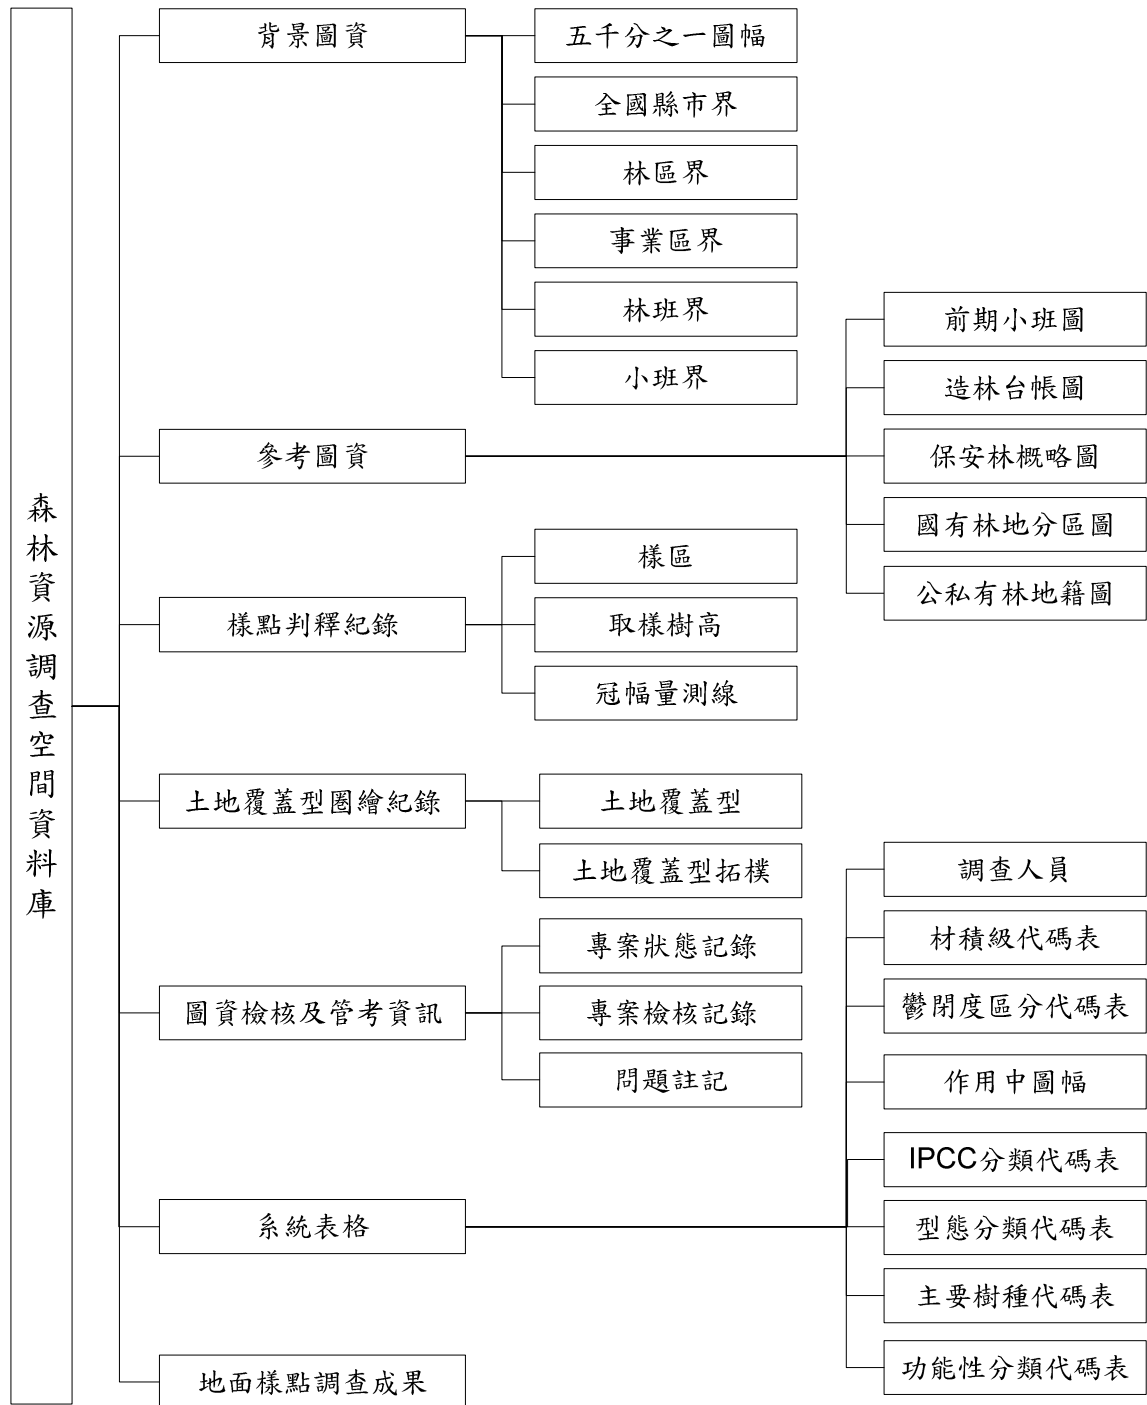 森林資源調查空間資料庫
背景圖資
五千分之一圖幅
全國縣市界
林區界
事業區界
林班界
小班界
參考圖資
前期小班圖
造林台帳圖
保安林概略圖
國有林地分區圖
公私有林地籍圖
樣點判釋紀錄
樣區
取樣樹高
冠幅量測線
土地覆蓋型圈繪紀錄
土地覆蓋型
土地覆蓋型拓樸
圖資檢核及管考資訊
專案狀態記錄
專案檢核記錄
問題註記
系統表格
調查人員
材積級代碼表
鬱閉度區分代碼表
作用中圖幅
IPCC分類代碼表
型態分類代碼表
主要樹種代碼表
功能性分類代碼表
地面樣點調查成果